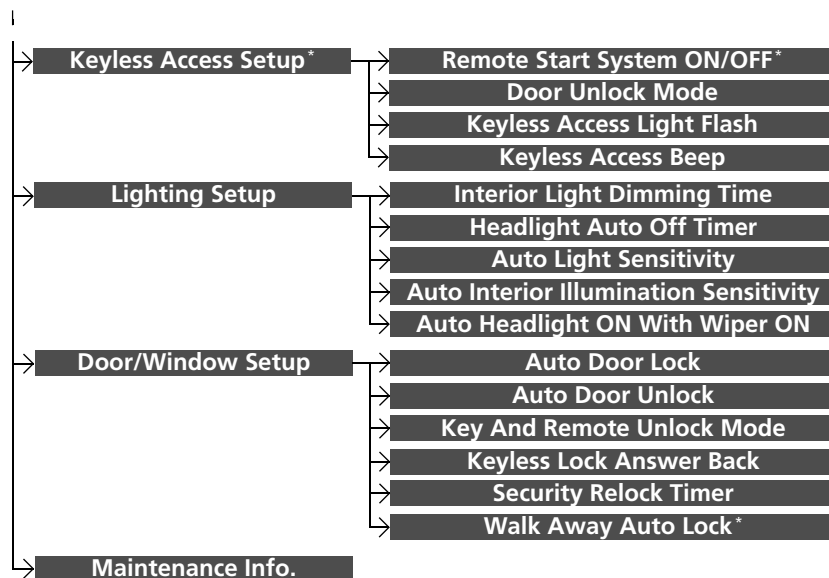 Keyless Access Setup*
Remote Start System ON/OFF*
Door Unlock Mode
Keyless Access Light Flash
Keyless Access Beep
Lighting Setup
Interior Light Dimming Time
Headlight Auto Off Timer
Auto Light Sensitivity
Auto Interior Illumination Sensitivity
Auto Headlight ON With Wiper ON
Door/Window Setup
Auto Door Lock
Auto Door Unlock
Key And Remote Unlock Mode
Keyless Lock Answer Back
Security Relock Timer
Walk Away Auto Lock*
Maintenance Info.